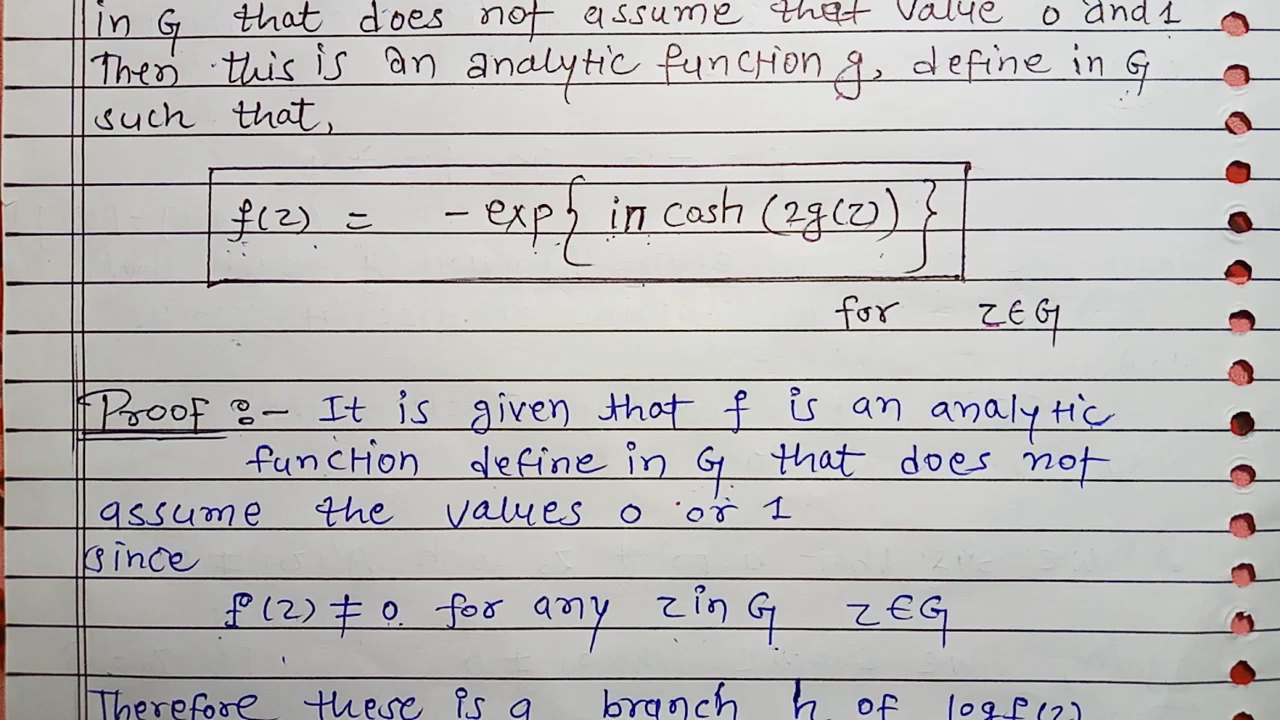 in G that does not assume that value 0 and 1
Then this is an analytic function g, define in G
such that,
f(z) = - exp{ iπ cash (2g(z)) }
for z∈G
Proof :- It is given that f is an analytic
function define in G that does not
assume the values 0 or 1
since
f(z) ≠ 0. for any z in G z∈G
Therefore these is a branch h of log f(z)